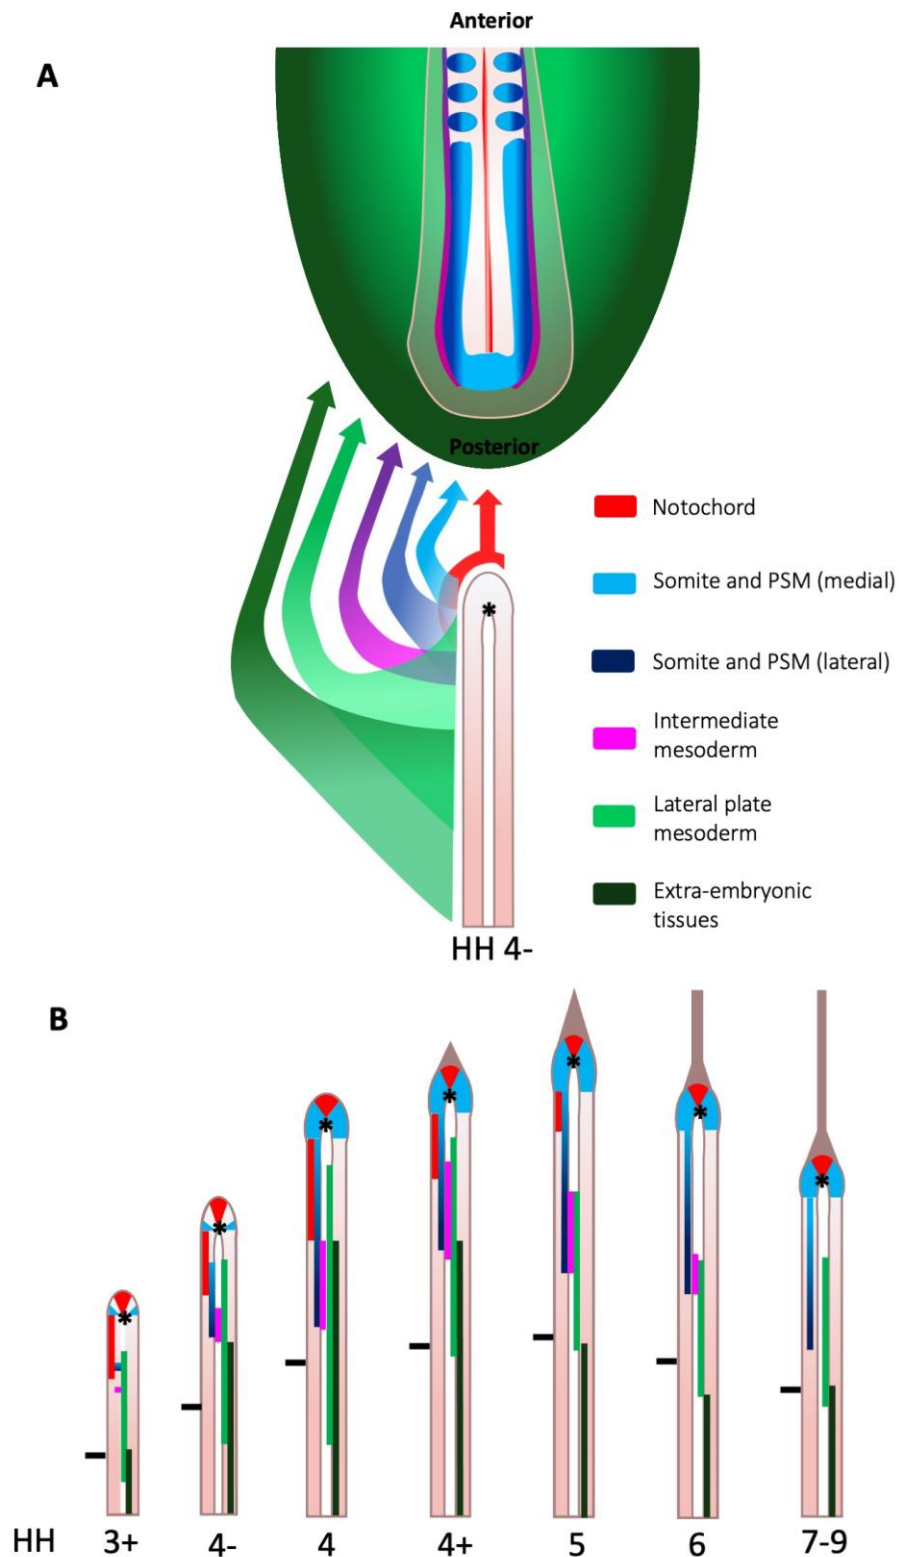 Anterior
A
Posterior
Notochord
*
Somite and PSM (medial)
Somite and PSM (lateral)
Intermediate
mesoderm
Lateral plate
mesoderm
Extra-embryonic
tissues
HH 4-
B
* * * * * * *
HH 3+ 4- 4 4+ 5 6 7-9